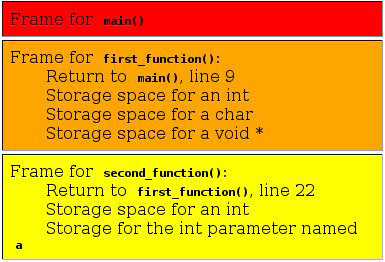 Frame for main()
Frame for first_function():
Return to main(), line 9
Storage space for an int
Storage space for a char
Storage space for a void *
Frame for second_function():
Return to first_function(), line 22
Storage space for an int
Storage for the int parameter named
a